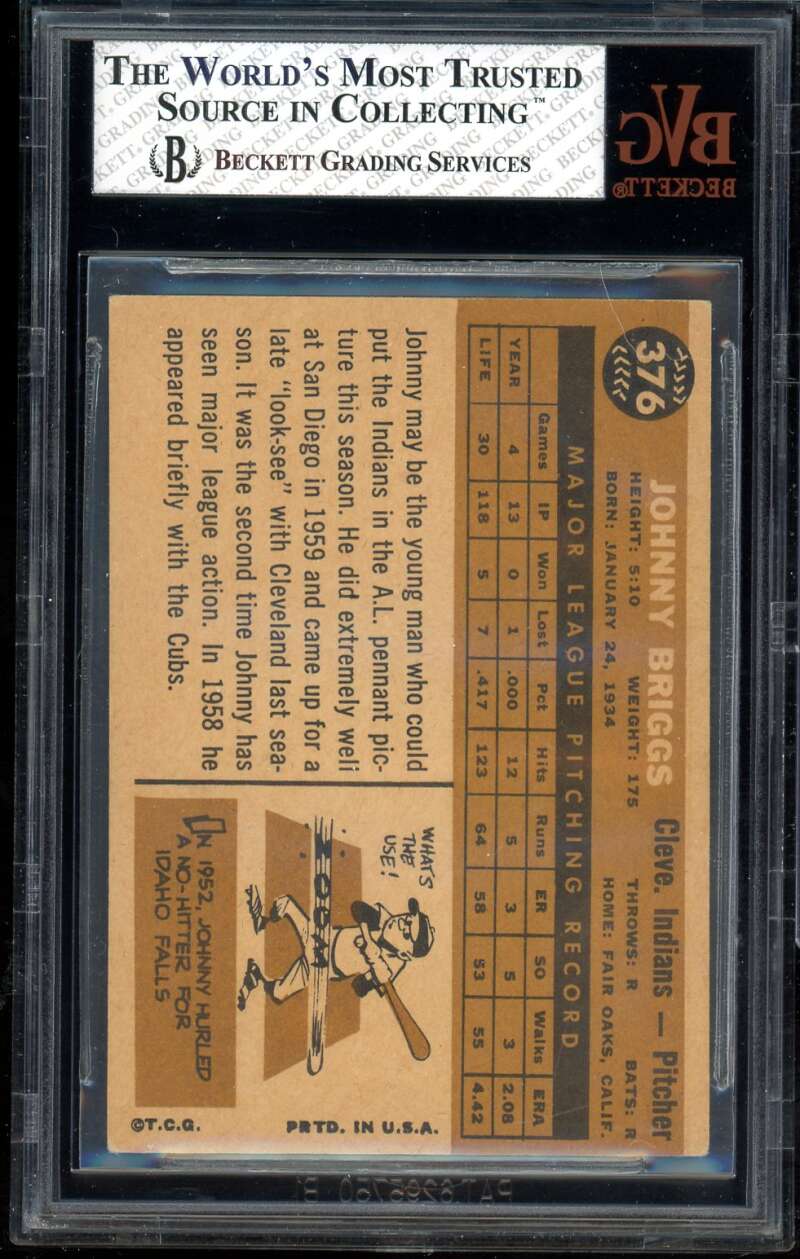 THE WORLD'S MOST TRUSTED
SOURCE IN COLLECTING™
B BECKETT GRADING SERVICES
BVG
BECKETT®
376
JOHNNY BRIGGS Cleve. Indians — Pitcher
HEIGHT: 5:10 WEIGHT: 175 THROWS: R BATS: R
BORN: JANUARY 24, 1934 HOME: FAIR OAKS, CALIF.
MAJOR LEAGUE PITCHING RECORD
Games IP Won Lost Pct Hits Runs ER SO Walks ERA
YEAR 4 13 0 1 .000 12 5 3 5 3 2.08
LIFE 30 118 5 7 .417 123 64 58 53 55 4.42
Johnny may be the young man who could
put the Indians in the A.L. pennant pic-
ture this season. He did extremely well
at San Diego in 1959 and came up for a
late "look-see" with Cleveland last sea-
son. It was the second time Johnny has
seen major league action. In 1958 he
appeared briefly with the Cubs.
WHAT'S
THE
USE!
ZOOM
IN 1952, JOHNNY HURLED
A NO-HITTER FOR
IDAHO FALLS
©T.C.G. PRTD. IN U.S.A.